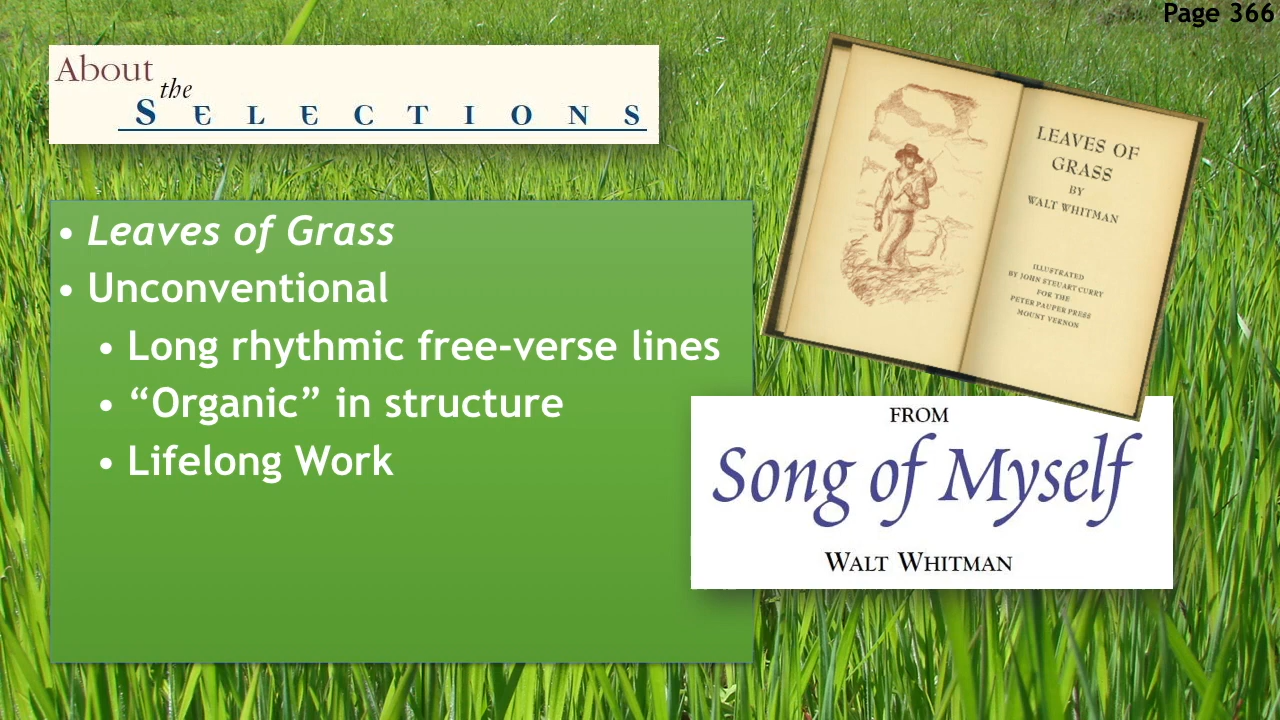 Page 366
About
the
SELECTIONS
• Leaves of Grass
• Unconventional
• Long rhythmic free-verse lines
• “Organic” in structure
• Lifelong Work
LEAVES OF
GRASS
BY
WALT WHITMAN
ILLUSTRATED
BY JOHN STEUART CURRY
FOR THE
PETER PAUPER PRESS
MOUNT VERNON
FROM
Song of Myself
WALT WHITMAN